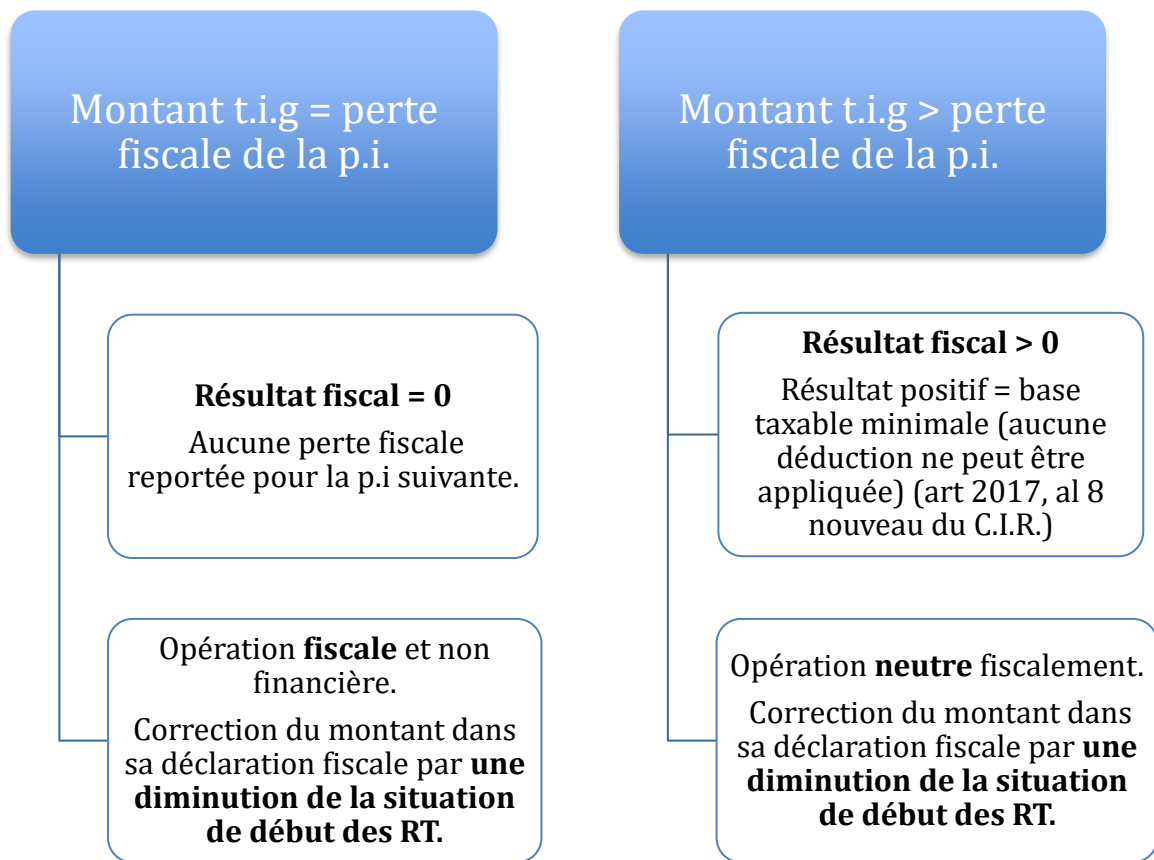 Montant t.i.g = perte
fiscale de la p.i.
Résultat fiscal = 0
Aucune perte fiscale
reportée pour la p.i suivante.
Opération fiscale et non
financière.
Correction du montant dans
sa déclaration fiscale par une
diminution de la situation
de début des RT.
Montant t.i.g > perte
fiscale de la p.i.
Résultat fiscal > 0
Résultat positif = base
taxable minimale (aucune
déduction ne peut être
appliquée) (art 2017, al 8
nouveau du C.I.R.)
Opération neutre fiscalement.
Correction du montant dans
sa déclaration fiscale par une
diminution de la situation
de début des RT.